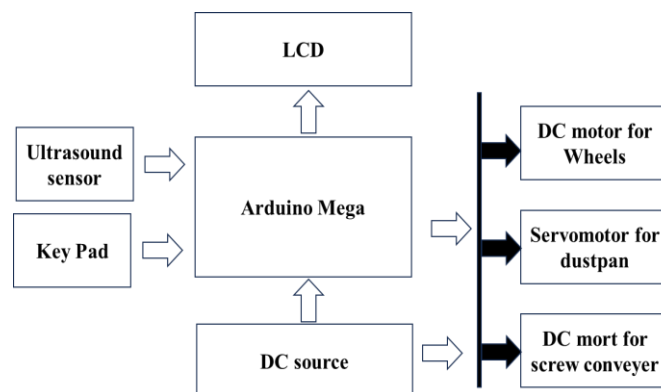 LCD
Ultrasound
sensor
Key Pad
Arduino Mega
DC source
DC motor for
Wheels
Servomotor for
dustpan
DC mort for
screw conveyer